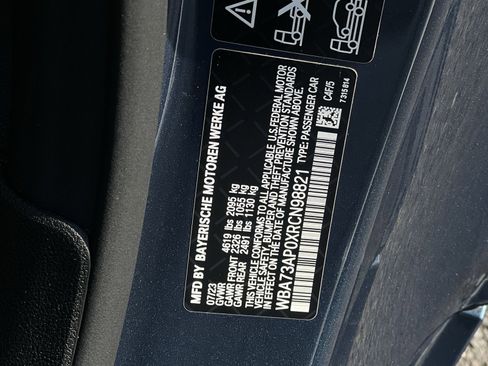 MFD BY BAYERISCHE MOTOREN WERKE AG
07/23
GVWR 4619 lbs 2095 kg
GAWR FRONT 2326 lbs 1055 kg
GAWR REAR 2491 lbs 1130 kg
THIS VEHICLE CONFORMS TO ALL APPLICABLE U.S. FEDERAL MOTOR
VEHICLE SAFETY, BUMPER, AND THEFT PREVENTION STANDARDS
IN EFFECT ON THE DATE OF MANUFACTURE SHOWN ABOVE.
WBA73AP0XRCN98821 TYPE: PASSENGER CAR
C4F/5
7 315 814